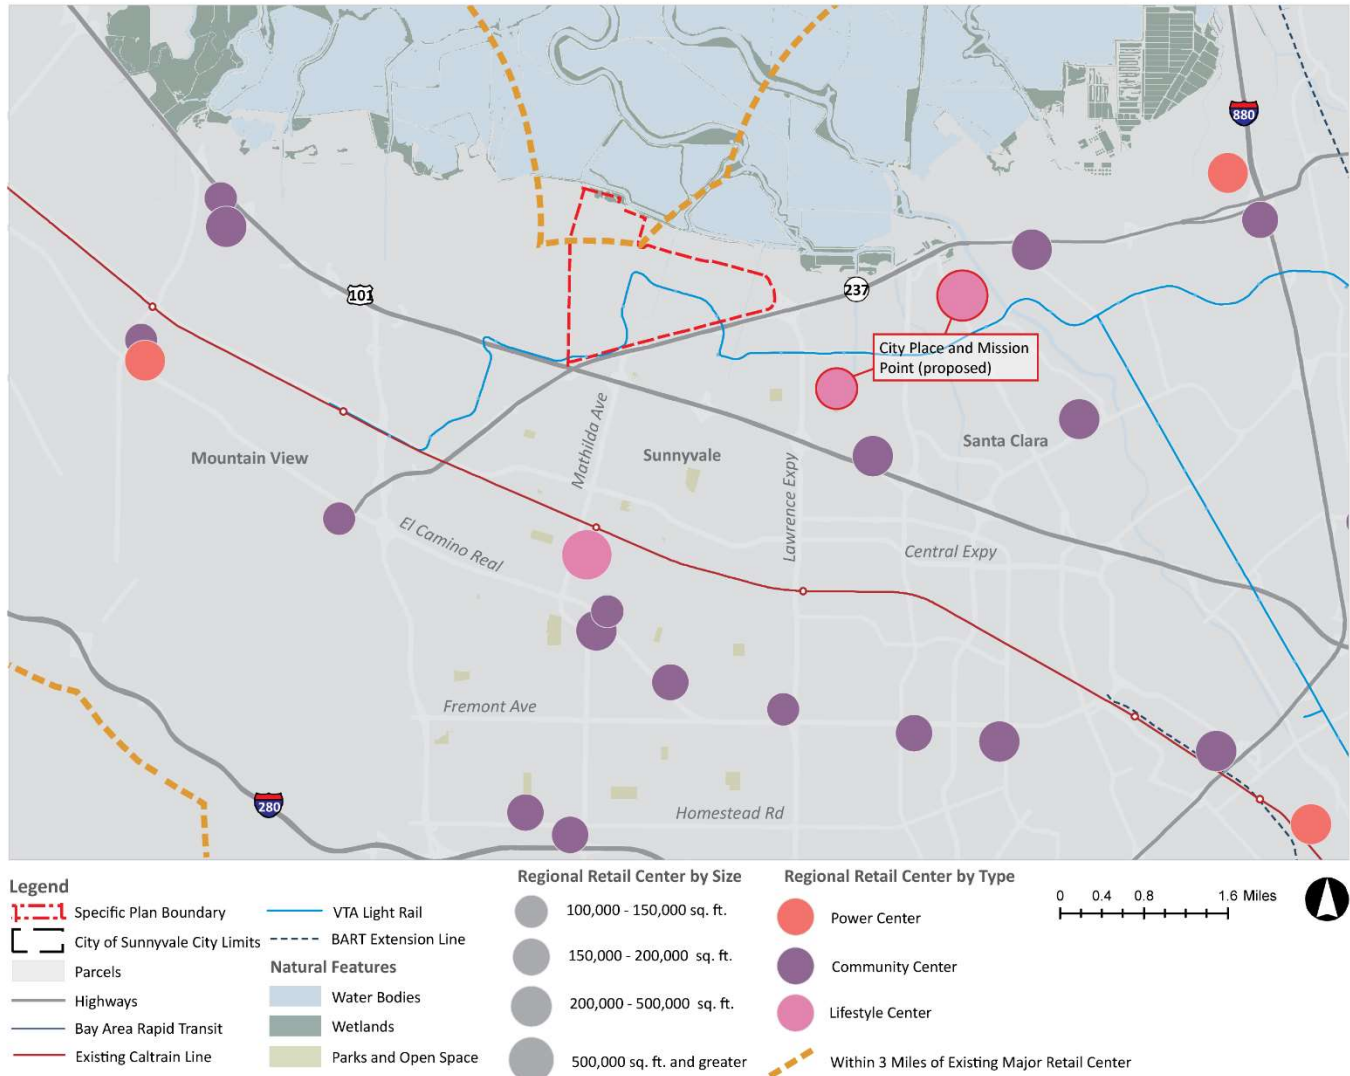 880
101
237
City Place and Mission
Point (proposed)
Mountain View
Mathilda Ave
Sunnyvale
Lawrence Expy
Santa Clara
El Camino Real
Central Expy
Fremont Ave
280
Homestead Rd
Legend
Specific Plan Boundary
City of Sunnyvale City Limits
Parcels
Highways
Bay Area Rapid Transit
Existing Caltrain Line
VTA Light Rail
BART Extension Line
Natural Features
Water Bodies
Wetlands
Parks and Open Space
Regional Retail Center by Size
100,000 - 150,000 sq. ft.
150,000 - 200,000 sq. ft.
200,000 - 500,000 sq. ft.
500,000 sq. ft. and greater
Regional Retail Center by Type
Power Center
Community Center
Lifestyle Center
Within 3 Miles of Existing Major Retail Center
0 0.4 0.8 1.6 Miles